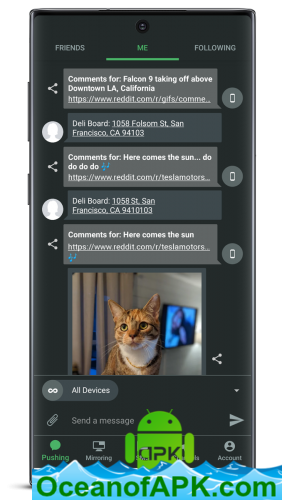 FRIENDS
ME
FOLLOWING
Comments for: Falcon 9 taking off above
Downtown LA, California
https://www.reddit.com/r/gifs/comme...
Deli Board: 1058 Folsom St, San
Francisco, CA 94103
Comments for: Here comes the sun... do
do do do 🎶
https://www.reddit.com/r/teslamotors...
Deli Board: 1058 St, San
Francisco, CA 9410103
Comments for: Here comes the sun
https://www.reddit.com/r/teslamotors...
🎶
All Devices
Send a message
APK
Pushing
Mirroring
Account
OceanofAPK.com